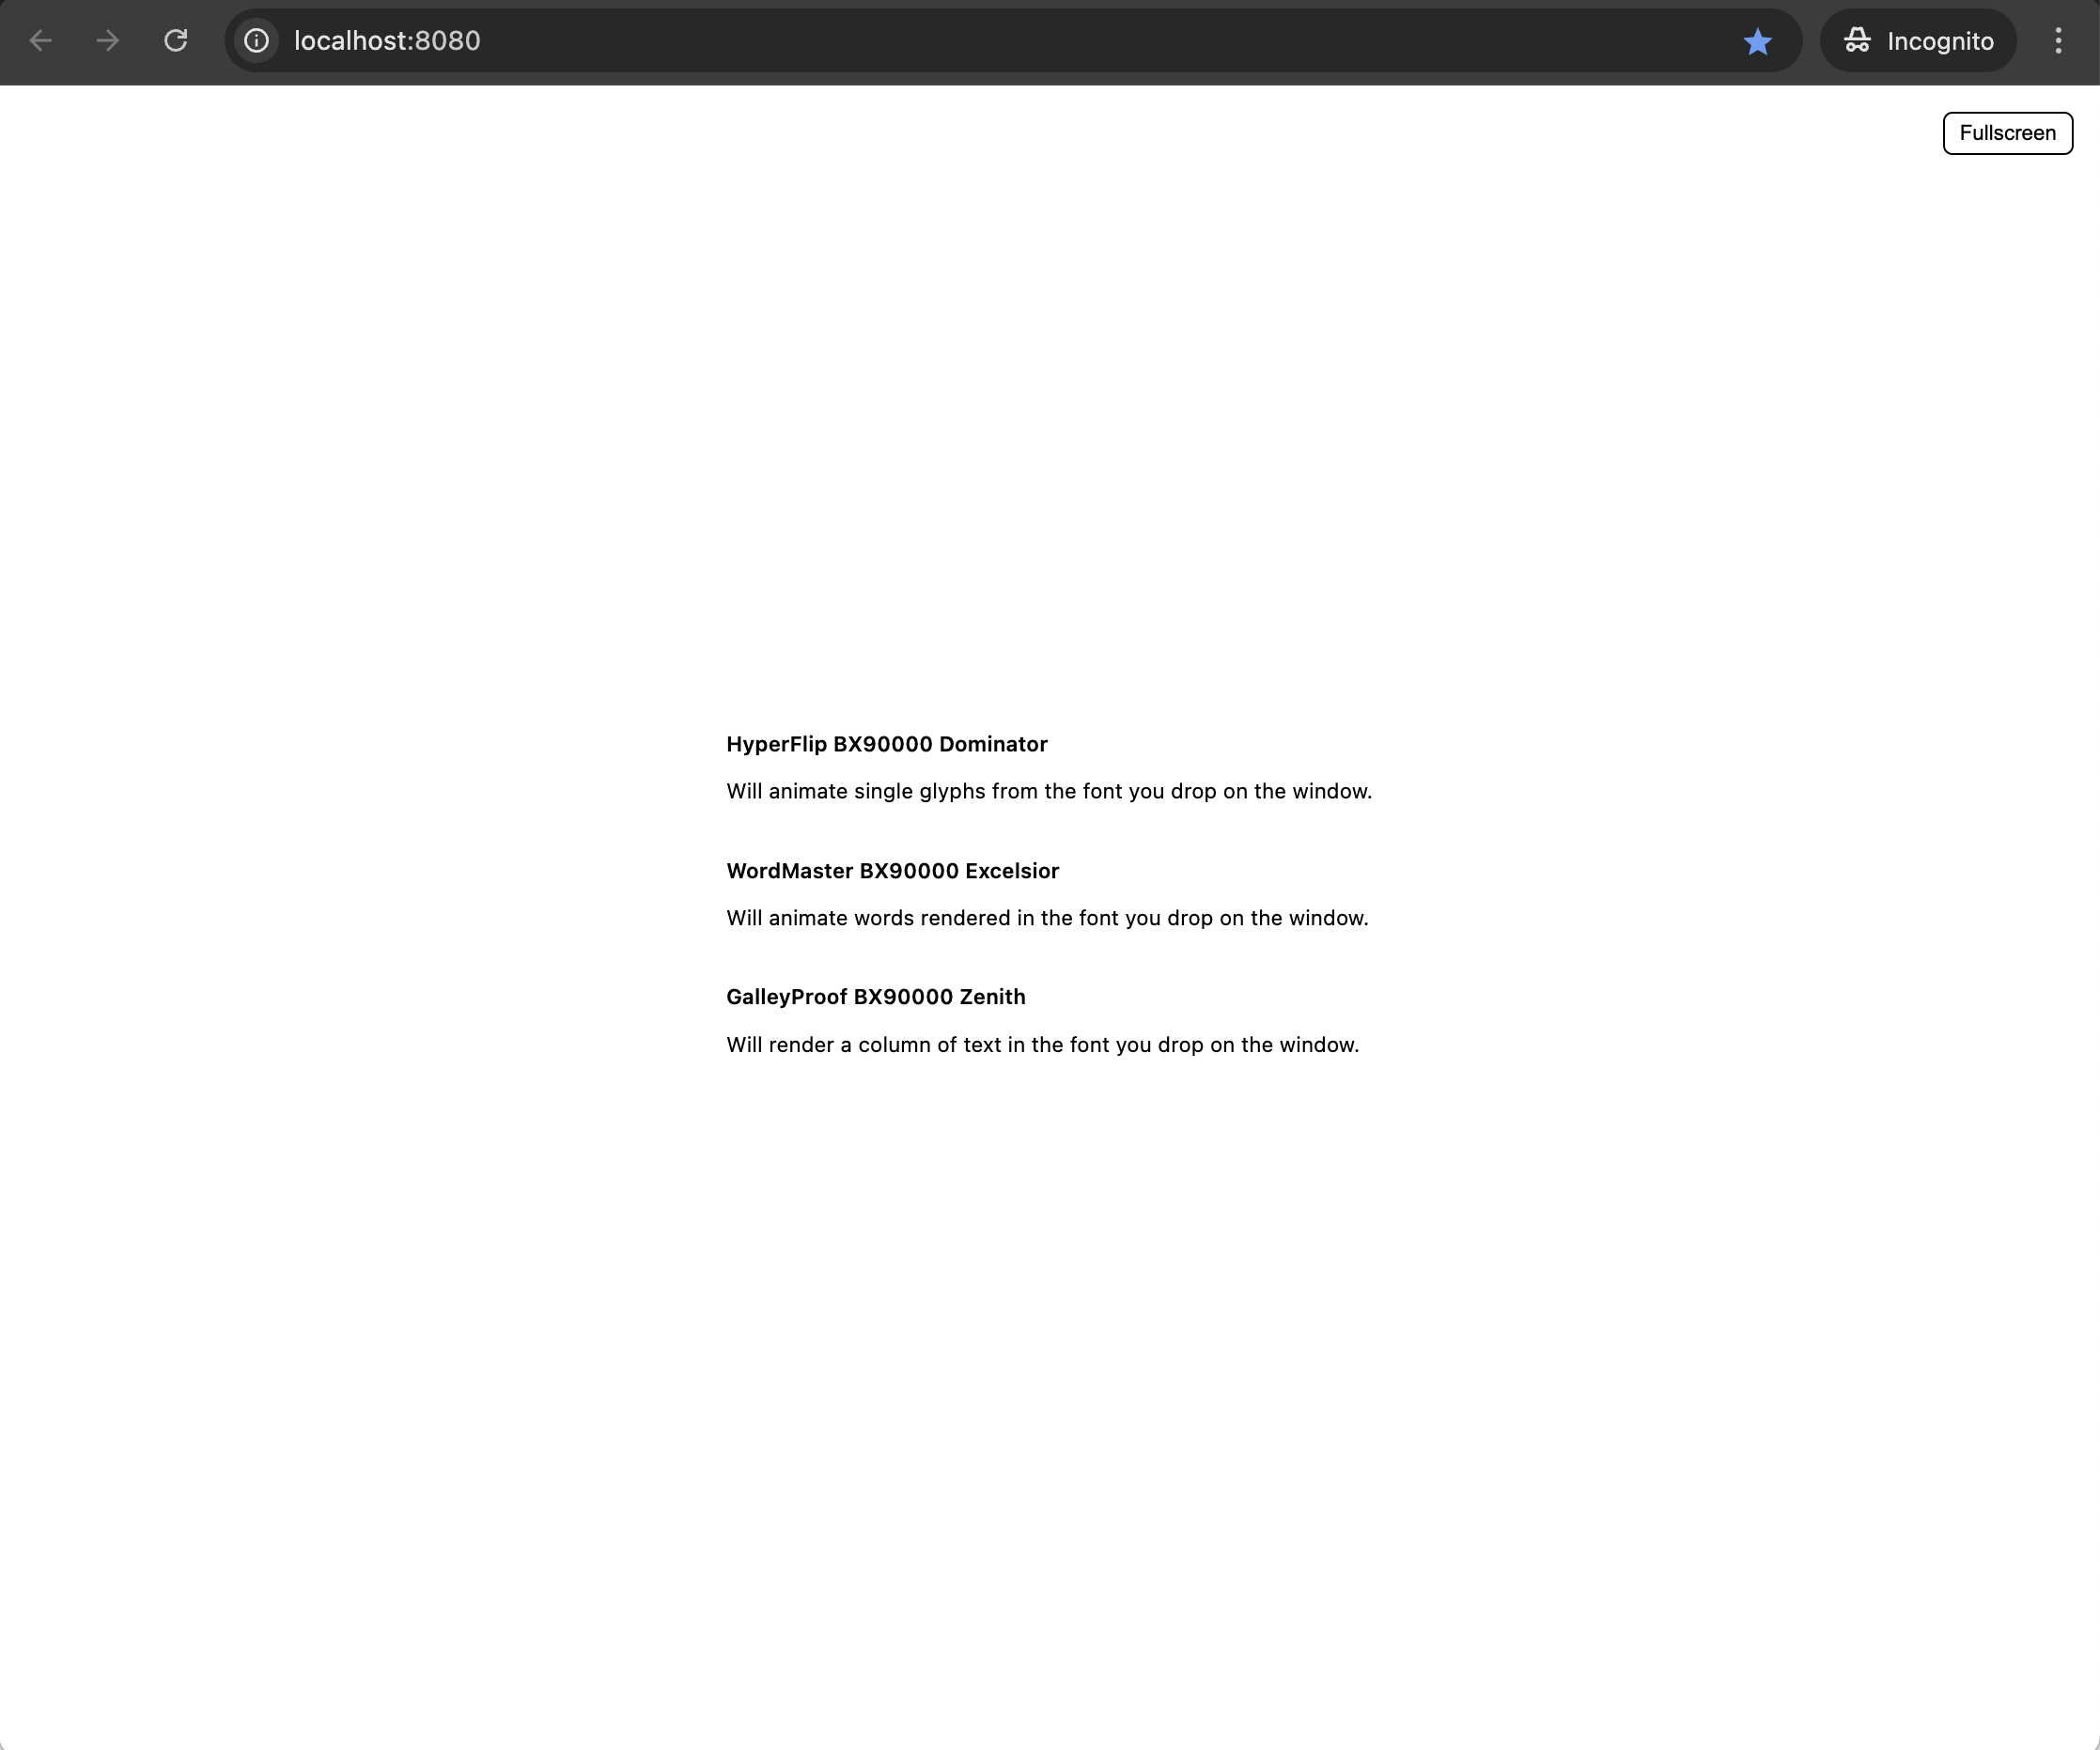 localhost:8080
Incognito
Fullscreen
HyperFlip BX90000 Dominator
Will animate single glyphs from the font you drop on the window.
WordMaster BX90000 Excelsior
Will animate words rendered in the font you drop on the window.
GalleyProof BX90000 Zenith
Will render a column of text in the font you drop on the window.